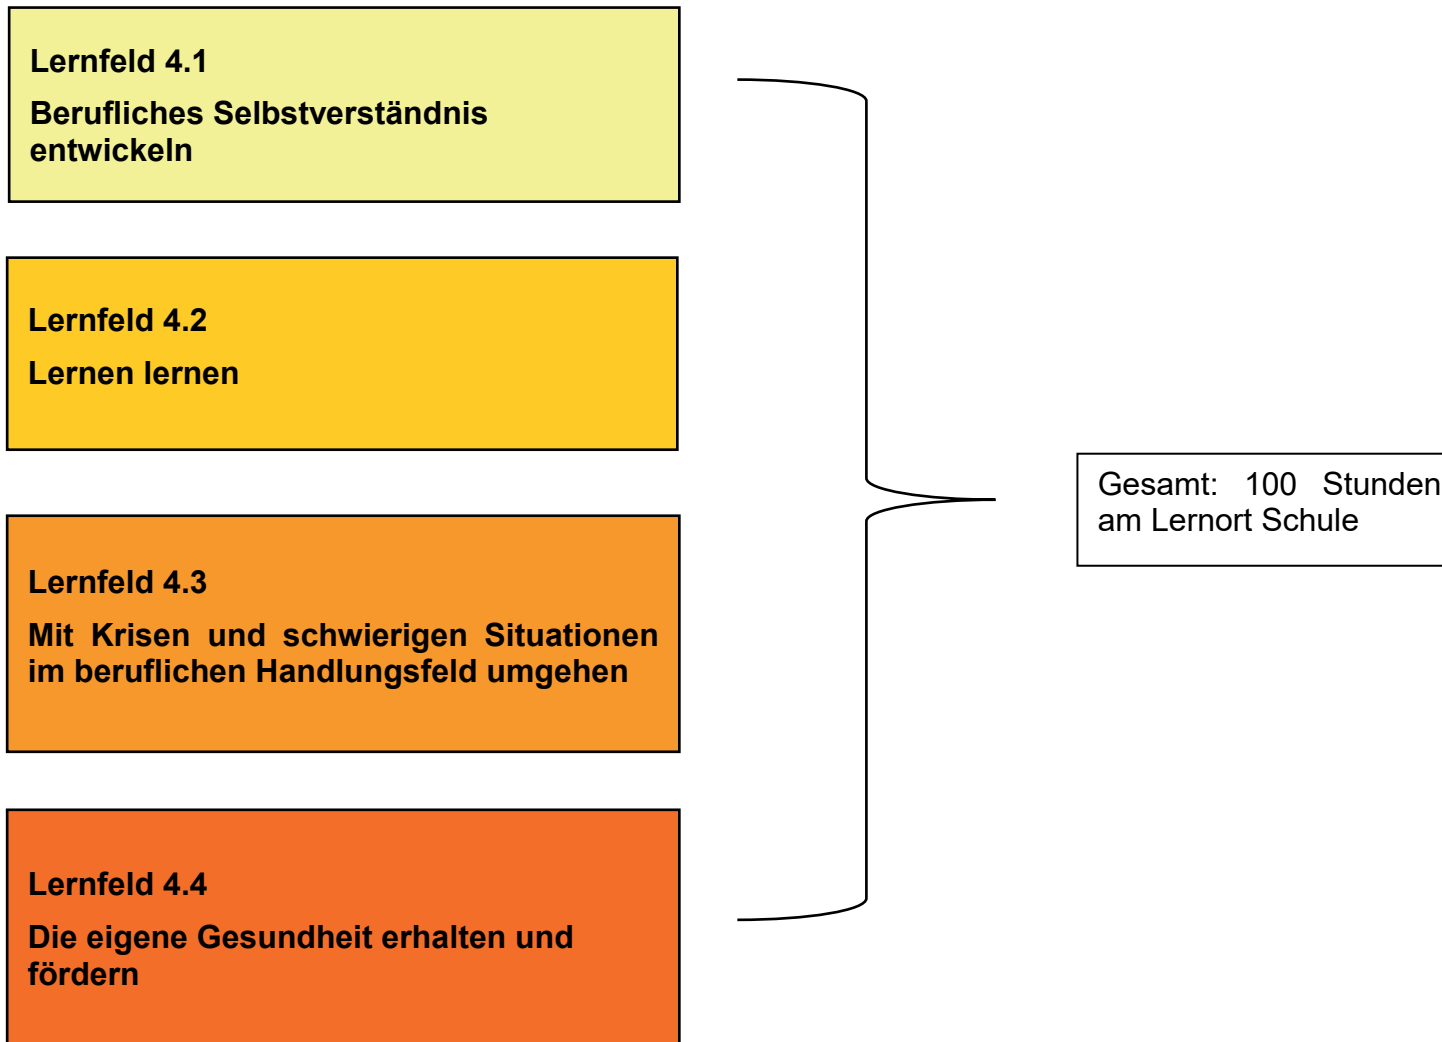 Lernfeld 4.1
Berufliches Selbstverständnis
entwickeln
Lernfeld 4.2
Lernen lernen
Lernfeld 4.3
Mit Krisen und schwierigen Situationen
im beruflichen Handlungsfeld umgehen
Lernfeld 4.4
Die eigene Gesundheit erhalten und
fördern
Gesamt: 100 Stunden
am Lernort Schule